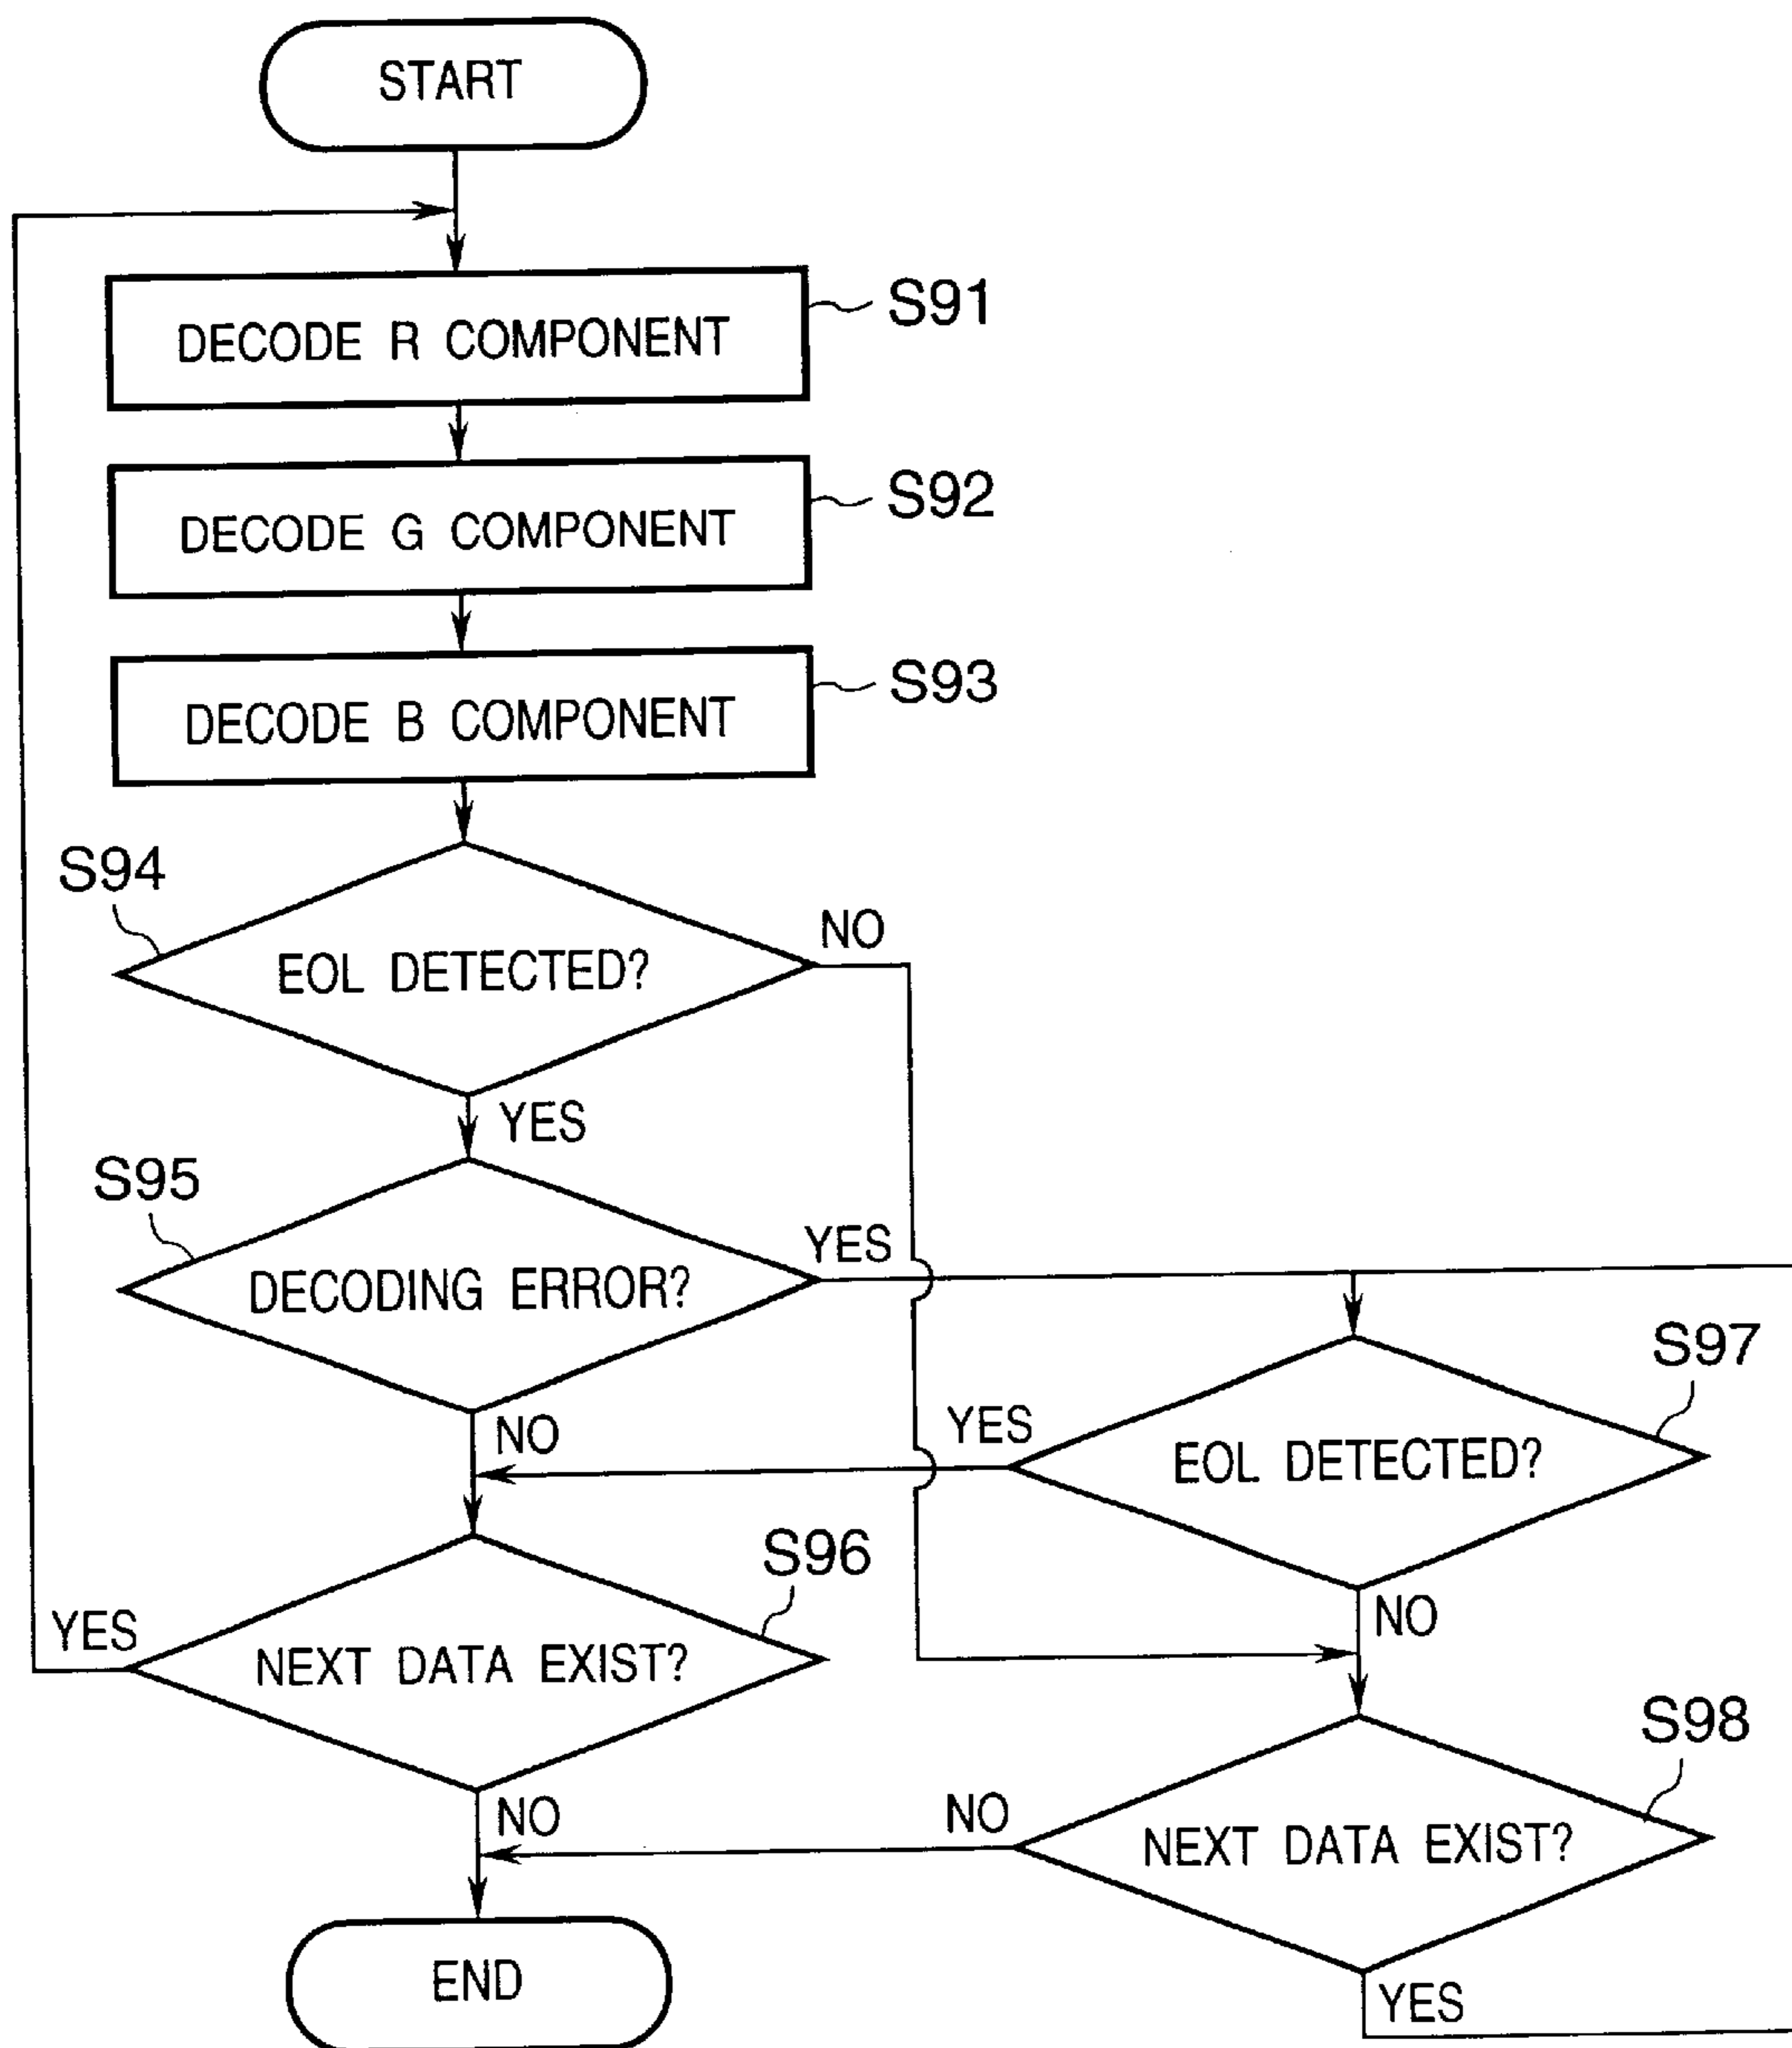 START
DECODE R COMPONENT
S91
DECODE G COMPONENT
S92
DECODE B COMPONENT
S93
S94
EOL DETECTED?
NO
YES
S95
DECODING ERROR?
YES
NO
S97
EOL DETECTED?
YES
NO
S96
NEXT DATA EXIST?
YES
NO
S98
NEXT DATA EXIST?
NO
YES
END